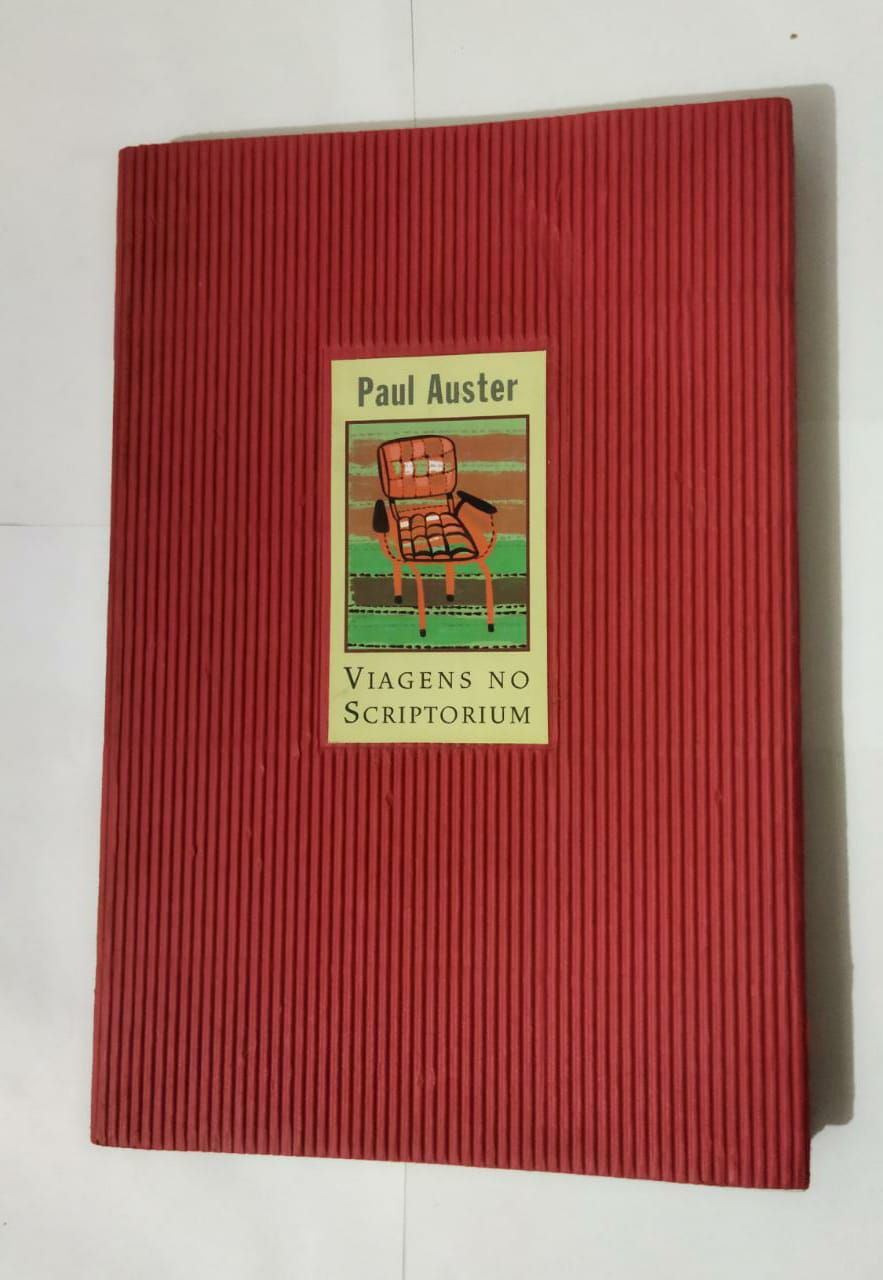 Paul Auster
Viagens no
Scriptorium